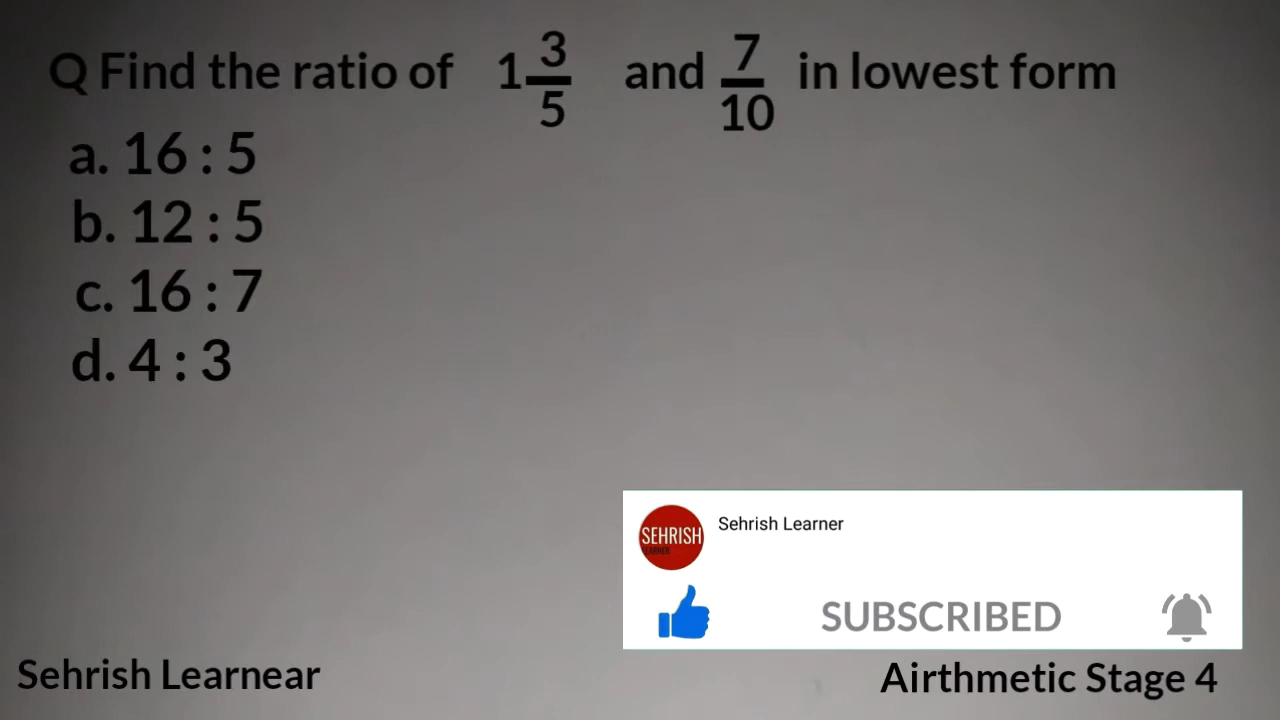 Q Find the ratio of 1 3/5 and 7/10 in lowest form
a. 16 : 5
b. 12 : 5
c. 16 : 7
d. 4 : 3
SEHRISH
LEARNER
Sehrish Learner
SUBSCRIBED
Sehrish Learnear
Airthmetic Stage 4